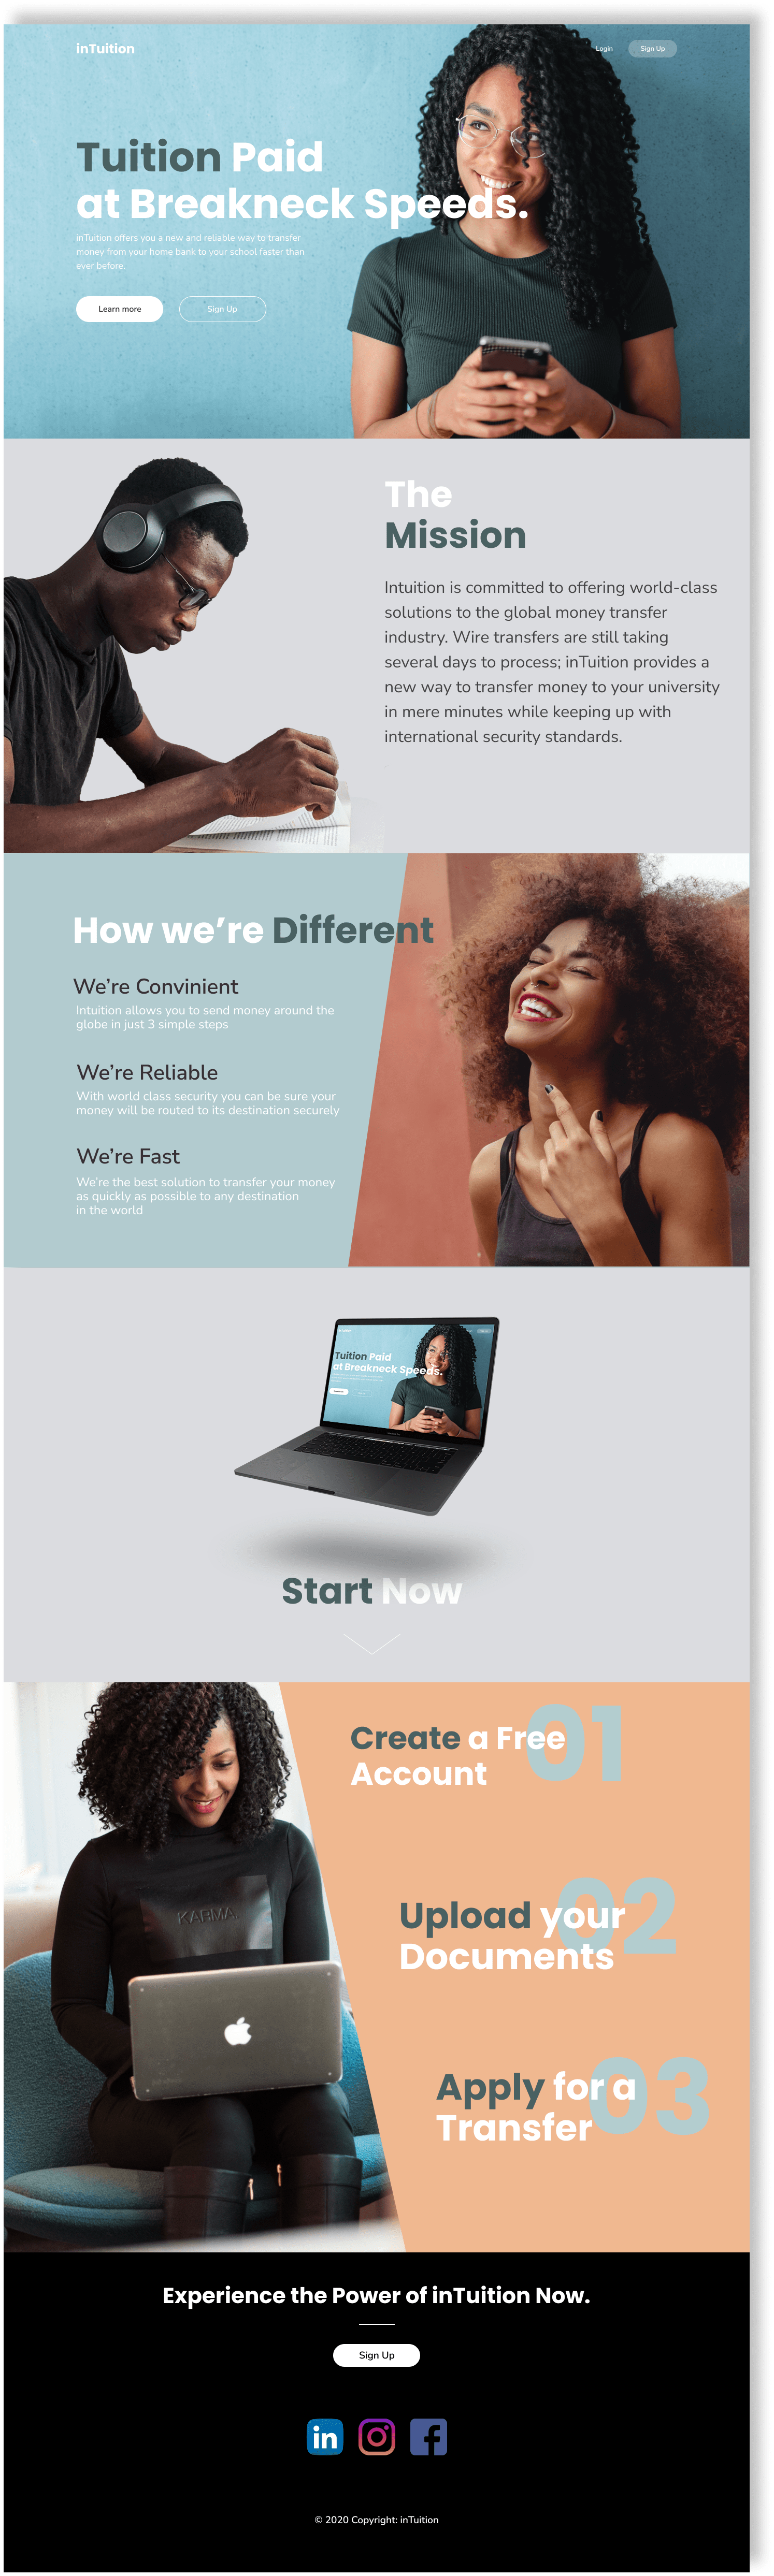 inTuition
Login
Sign Up
Tuition Paid
at Breakneck Speeds.
inTuition offers you a new and reliable way to transfer
money from your home bank to your school faster than
ever before.
Learn more
Sign Up
The
Mission
Intuition is committed to offering world-class
solutions to the global money transfer
industry. Wire transfers are still taking
several days to process; inTuition provides a
new way to transfer money to your university
in mere minutes while keeping up with
international security standards.
How we're Different
We're Convinient
Intuition allows you to send money around the
globe in just 3 simple steps
We're Reliable
With world class security you can be sure your
money will be routed to its destination securely
We're Fast
We're the best solution to transfer your money
as quickly as possible to any destination
in the world
Tuition Paid
at Breakneck Speeds.
Start Now
01
Create a Free
Account
KARMA.
02
Upload your
Documents
03
Apply for a
Transfer
Experience the Power of inTuition Now.
Sign Up
in
© 2020 Copyright: inTuition